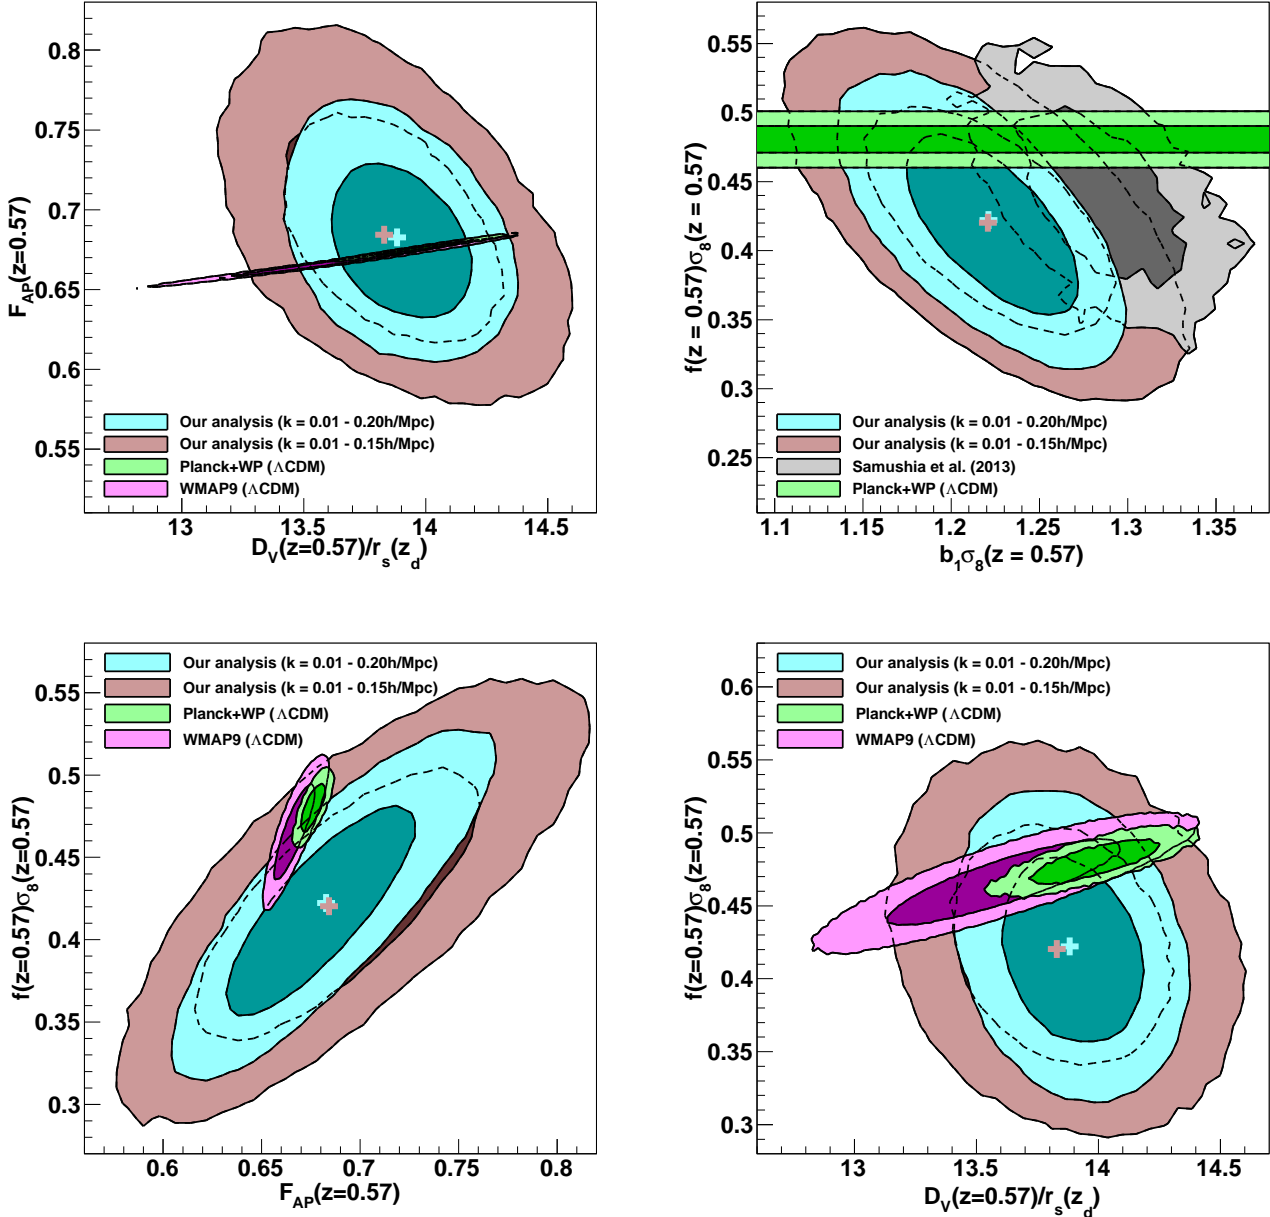 0.8
0.75
0.7
0.65
0.6
0.55
F_AP(z=0.57)
Our analysis (k = 0.01 - 0.20h/Mpc)
Our analysis (k = 0.01 - 0.15h/Mpc)
Planck+WP (ΛCDM)
WMAP9 (ΛCDM)
13 13.5 14 14.5
D_V(z=0.57)/r_s(z_d)
0.55
0.5
0.45
0.4
0.35
0.3
0.25
f(z = 0.57)σ_8(z = 0.57)
Our analysis (k = 0.01 - 0.20h/Mpc)
Our analysis (k = 0.01 - 0.15h/Mpc)
Samushia et al. (2013)
Planck+WP (ΛCDM)
1.1 1.15 1.2 1.25 1.3 1.35
b_1σ_8(z = 0.57)
Our analysis (k = 0.01 - 0.20h/Mpc)
Our analysis (k = 0.01 - 0.15h/Mpc)
Planck+WP (ΛCDM)
WMAP9 (ΛCDM)
0.55
0.5
0.45
0.4
0.35
0.3
f(z=0.57)σ_8(z=0.57)
0.6 0.65 0.7 0.75 0.8
F_AP(z=0.57)
Our analysis (k = 0.01 - 0.20h/Mpc)
Our analysis (k = 0.01 - 0.15h/Mpc)
Planck+WP (ΛCDM)
WMAP9 (ΛCDM)
0.6
0.55
0.5
0.45
0.4
0.35
0.3
f(z=0.57)σ_8(z=0.57)
13 13.5 14 14.5
D_V(z=0.57)/r_s(z_d)